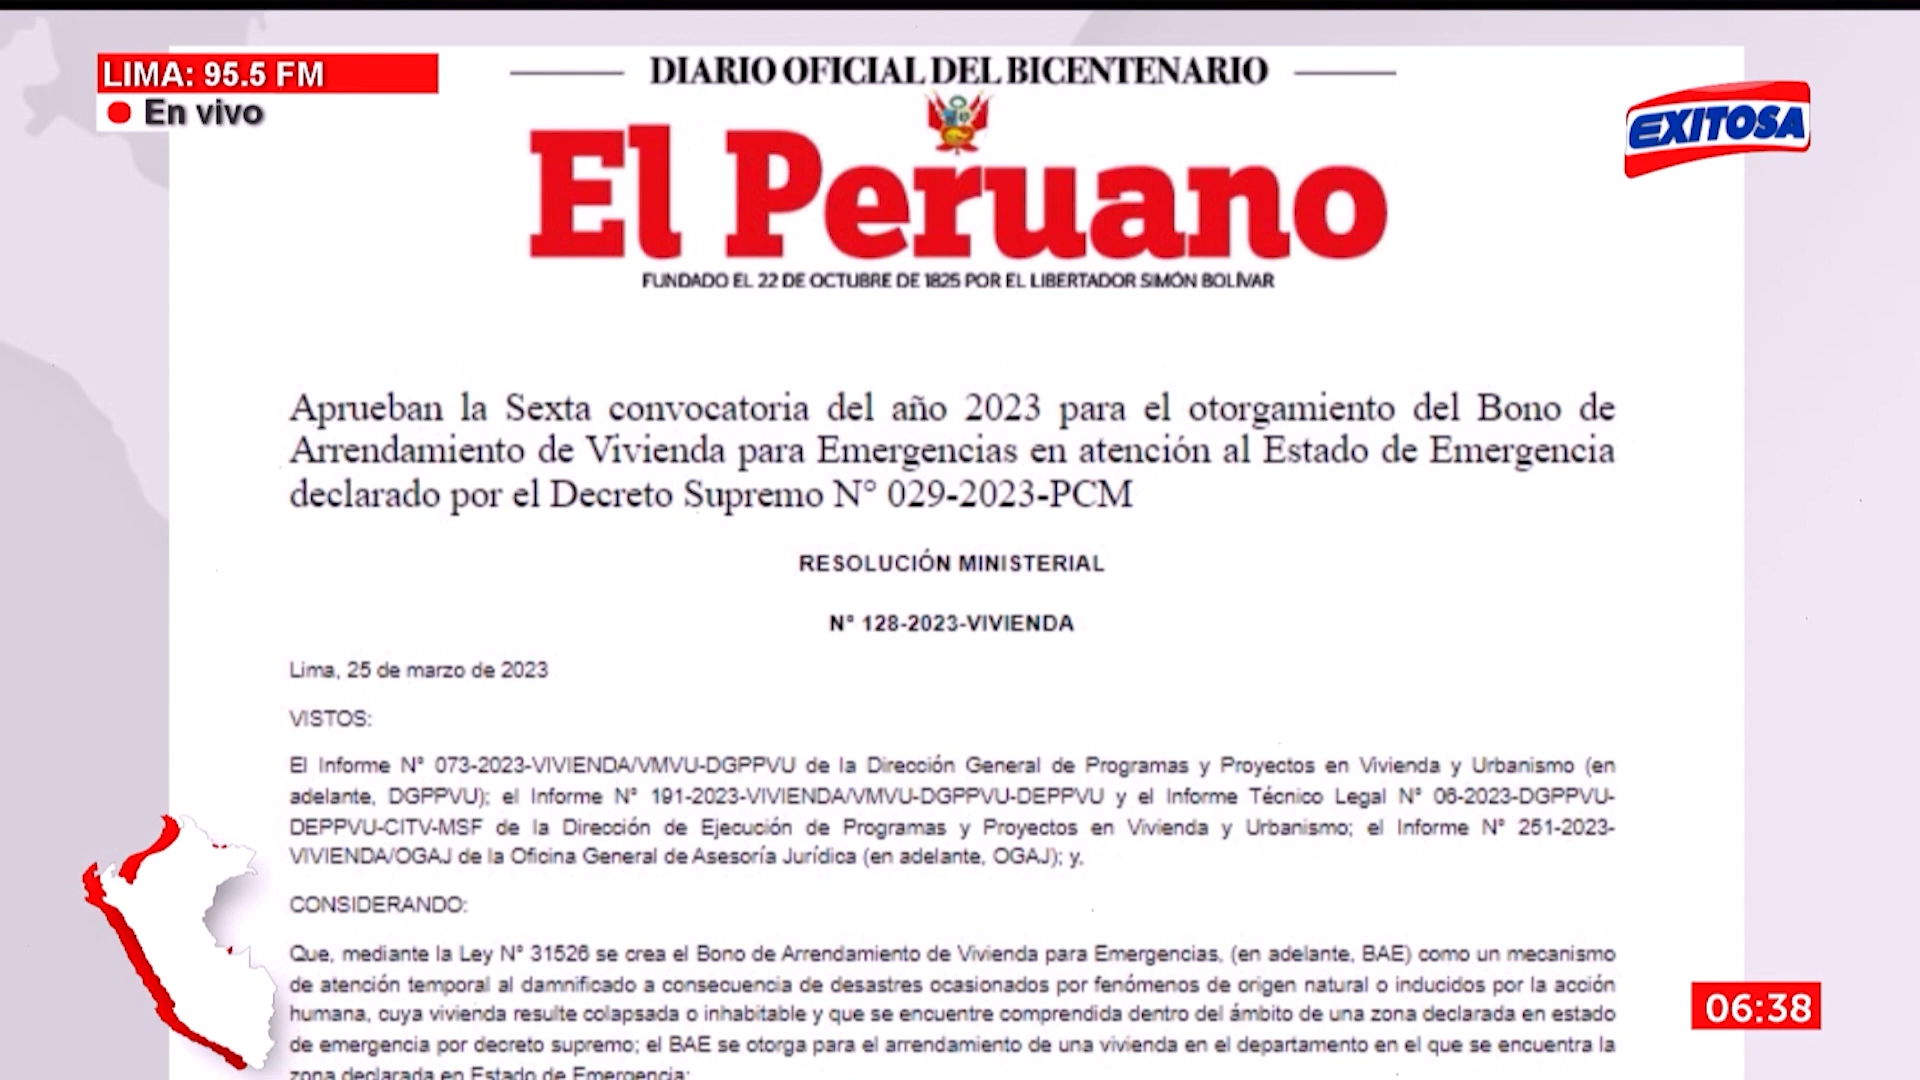 LIMA: 95.5 FM
En vivo
DIARIO OFICIAL DEL BICENTENARIO
El Peruano
FUNDADO EL 22 DE OCTUBRE DE 1825 POR EL LIBERTADOR SIMÓN BOLÍVAR
EXITOSA
Aprueban la Sexta convocatoria del año 2023 para el otorgamiento del Bono de
Arrendamiento de Vivienda para Emergencias en atención al Estado de Emergencia
declarado por el Decreto Supremo N° 029-2023-PCM
RESOLUCIÓN MINISTERIAL
N° 128-2023-VIVIENDA
Lima, 25 de marzo de 2023
VISTOS:
El Informe N° 073-2023-VIVIENDA/VMVU-DGPPVU de la Dirección General de Programas y Proyectos en Vivienda y Urbanismo (en
adelante, DGPPVU); el Informe N° 191-2023-VIVIENDA/VMVU-DGPPVU-DEPPVU y el Informe Técnico Legal N° 06-2023-DGPPVU-
DEPPVU-CITV-MSF de la Dirección de Ejecución de Programas y Proyectos en Vivienda y Urbanismo; el Informe N° 251-2023-
VIVIENDA/OGAJ de la Oficina General de Asesoría Jurídica (en adelante, OGAJ); y,
CONSIDERANDO:
Que, mediante la Ley N° 31526 se crea el Bono de Arrendamiento de Vivienda para Emergencias, (en adelante, BAE) como un mecanismo
de atención temporal al damnificado a consecuencia de desastres ocasionados por fenómenos de origen natural o inducidos por la acción
humana, cuya vivienda resulte colapsada o inhabitable y que se encuentre comprendida dentro del ámbito de una zona declarada en estado
de emergencia por decreto supremo; el BAE se otorga para el arrendamiento de una vivienda en el departamento en el que se encuentra la
zona declarada en Estado de Emergencia;
06:38